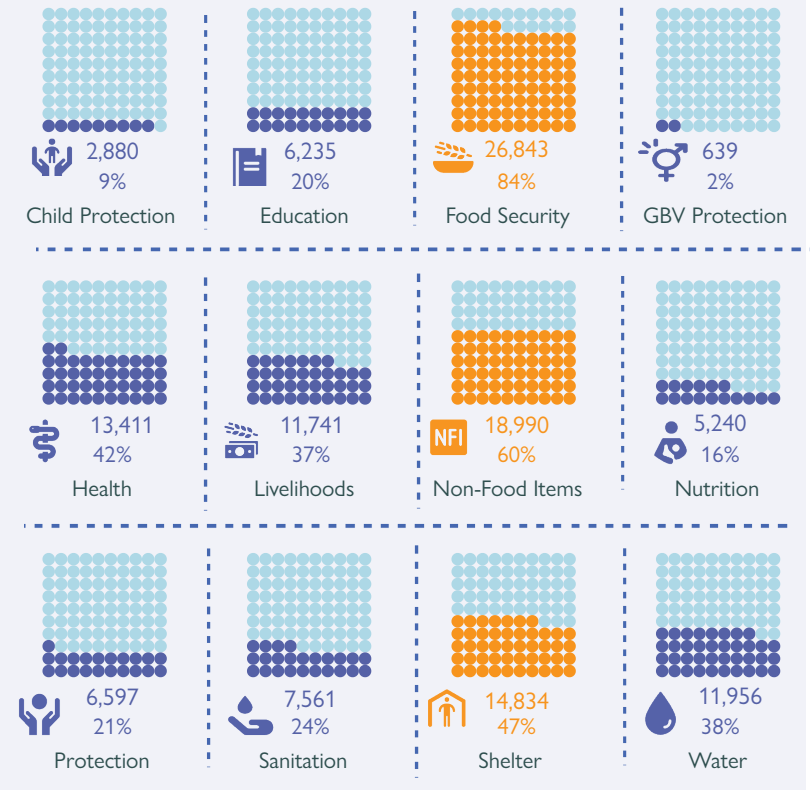 2,880
9%
Child Protection
6,235
20%
Education
26,843
84%
Food Security
639
2%
GBV Protection
13,411
42%
Health
11,741
37%
Livelihoods
NFI
18,990
60%
Non-Food Items
5,240
16%
Nutrition
6,597
21%
Protection
7,561
24%
Sanitation
14,834
47%
Shelter
11,956
38%
Water